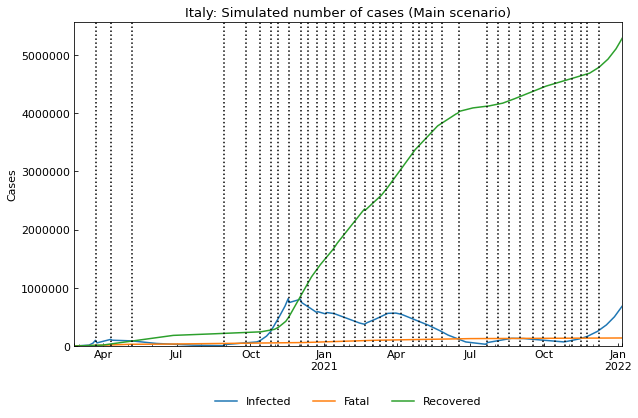 Italy: Simulated number of cases (Main scenario)
5000000
4000000
3000000
2000000
1000000
0
Cases
Apr
Jul
Oct
Jan
2021
Apr
Jul
Oct
Jan
2022
Infected
Fatal
Recovered